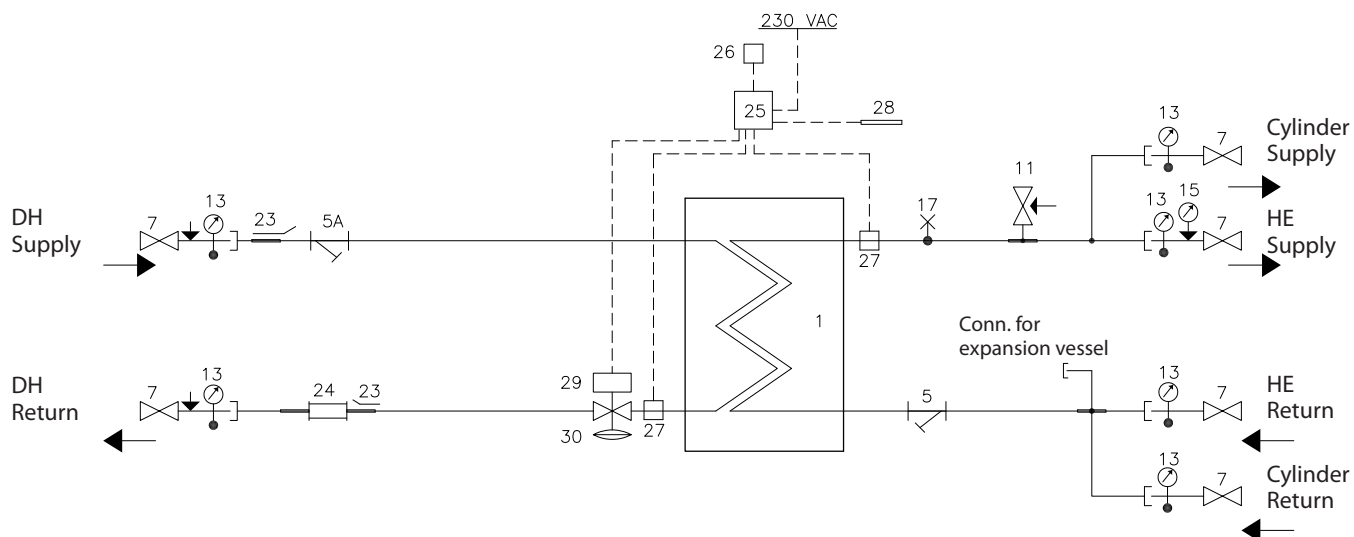 230 VAC
26
25
28
13
7
Cylinder
Supply
11
DH
Supply
7
13
23
5A
17
27
13
15
7
HE
Supply
1
Conn. for
expansion vessel
DH
Return
7
13
24
23
29
30
27
5
13
7
HE
Return
13
7
Cylinder
Return